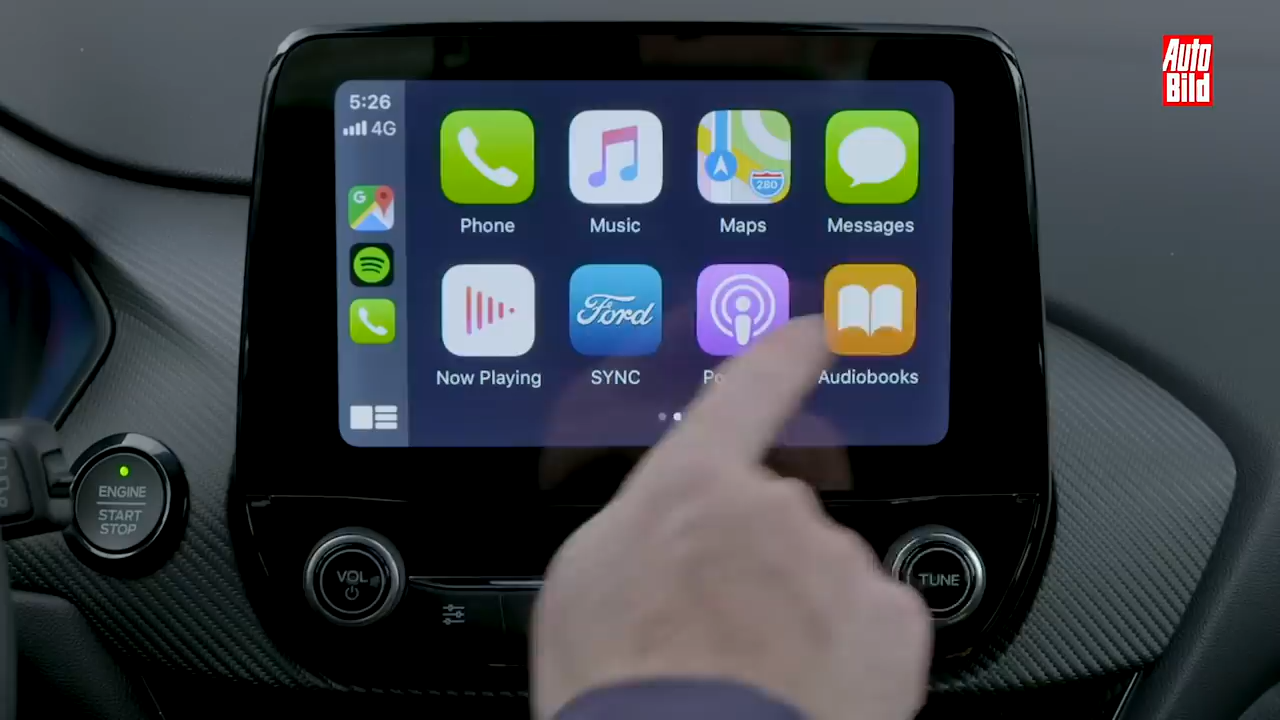 Auto
Bild
5:26
4G
G
280
Phone
Music
Maps
Messages
Ford
Now Playing
SYNC
Audiobooks
ENGINE
START
STOP
VOL
TUNE